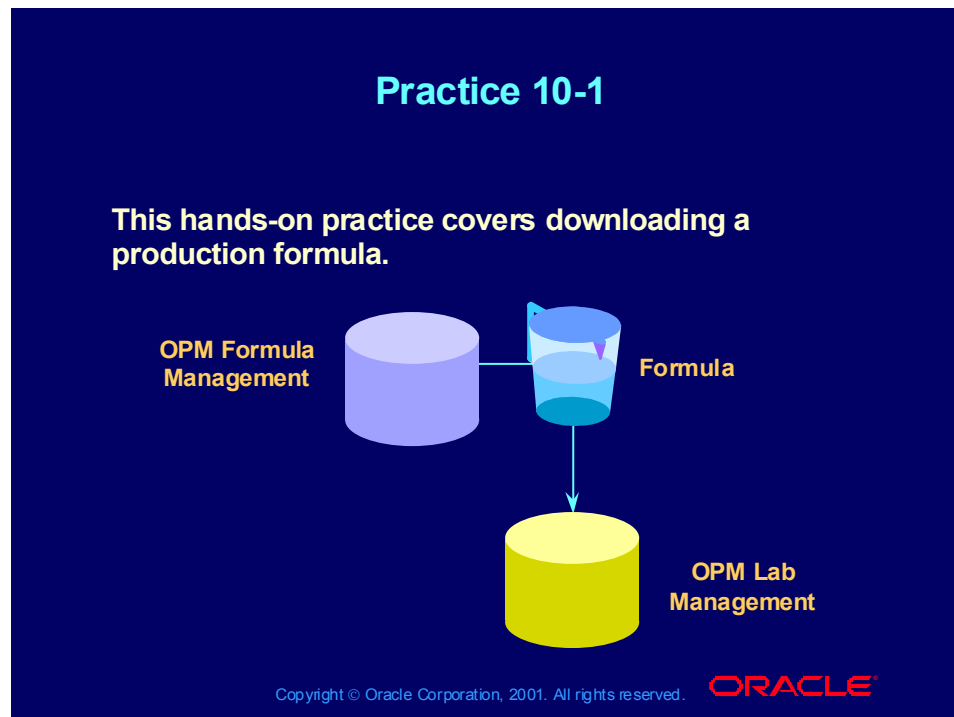 Practice 10-1
This hands-on practice covers downloading a
production formula.
OPM Formula
Management
Formula
OPM Lab
Management
Copyright © Oracle Corporation, 2001. All rights reserved.
ORACLE®